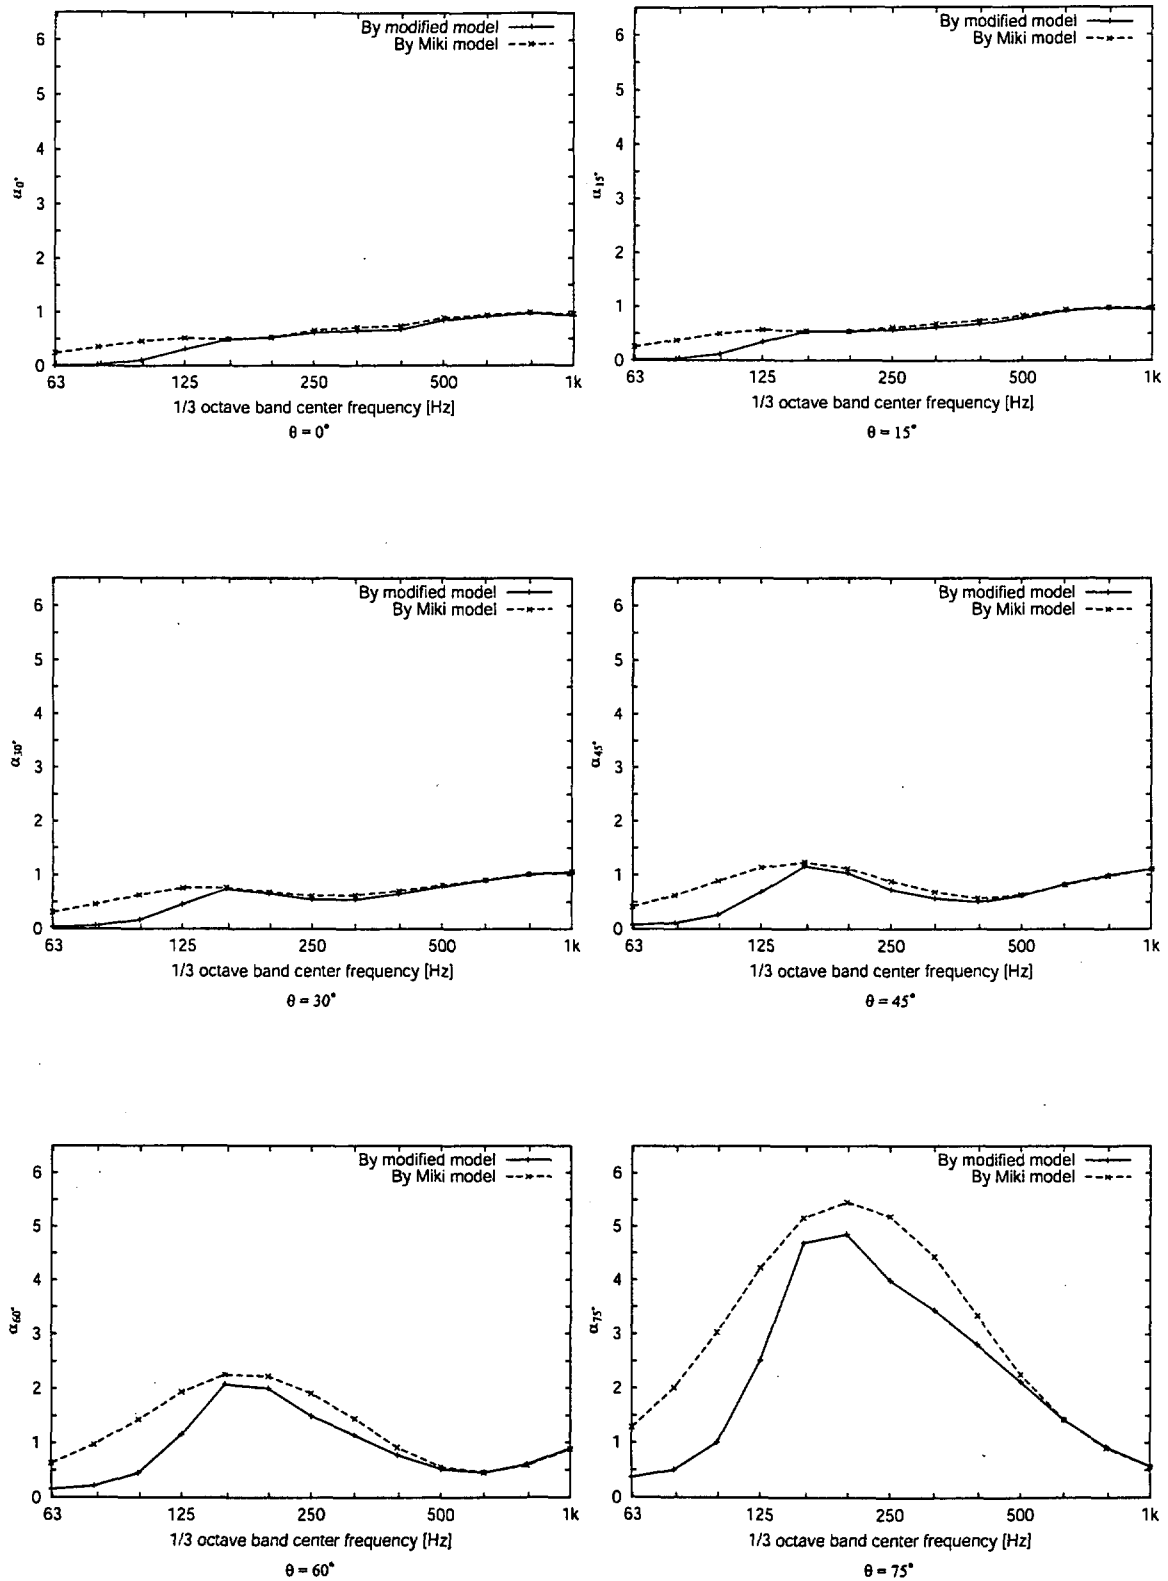 By modified model
By Miki model
6
5
4
3
2
1
0
α0°
63 125 250 500 1k
1/3 octave band center frequency [Hz]
θ = 0°
By modified model
By Miki model
6
5
4
3
2
1
0
α15°
63 125 250 500 1k
1/3 octave band center frequency [Hz]
θ = 15°
By modified model
By Miki model
6
5
4
3
2
1
0
α30°
63 125 250 500 1k
1/3 octave band center frequency [Hz]
θ = 30°
By modified model
By Miki model
6
5
4
3
2
1
0
α45°
63 125 250 500 1k
1/3 octave band center frequency [Hz]
θ = 45°
By modified model
By Miki model
6
5
4
3
2
1
0
α60°
63 125 250 500 1k
1/3 octave band center frequency [Hz]
θ = 60°
By modified model
By Miki model
6
5
4
3
2
1
0
α75°
63 125 250 500 1k
1/3 octave band center frequency [Hz]
θ = 75°